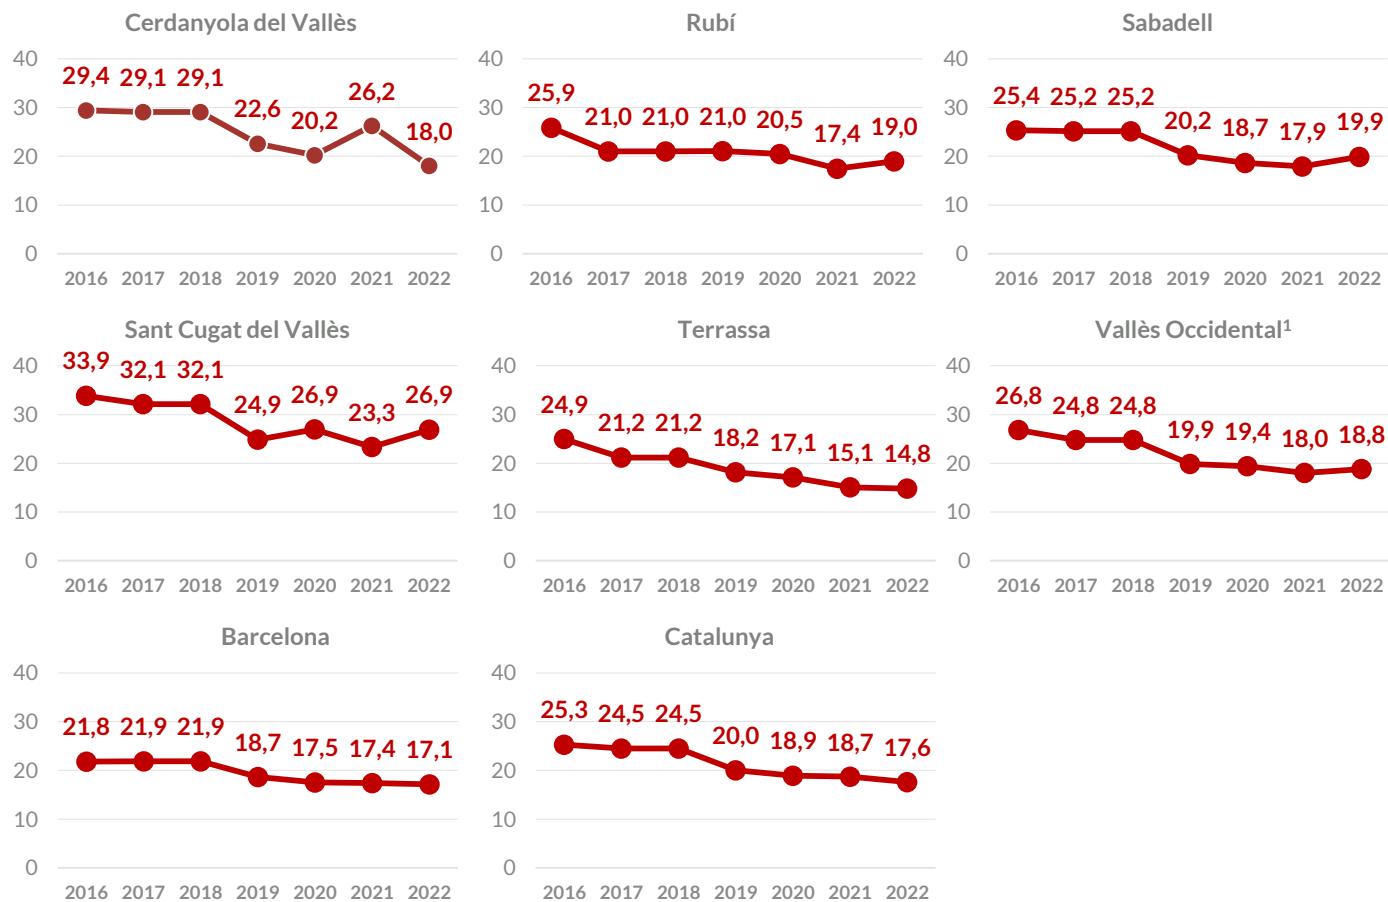 Cerdanyola del Vallès
40
30
20
10
0
29,4 29,1 29,1 22,6 20,2 26,2 18,0
2016 2017 2018 2019 2020 2021 2022
Rubí
40
30
20
10
0
25,9 21,0 21,0 21,0 20,5 17,4 19,0
2016 2017 2018 2019 2020 2021 2022
Sabadell
40
30
20
10
0
25,4 25,2 25,2 20,2 18,7 17,9 19,9
2016 2017 2018 2019 2020 2021 2022
Sant Cugat del Vallès
40
30
20
10
0
33,9 32,1 32,1 24,9 26,9 23,3 26,9
2016 2017 2018 2019 2020 2021 2022
Terrassa
40
30
20
10
0
24,9 21,2 21,2 18,2 17,1 15,1 14,8
2016 2017 2018 2019 2020 2021 2022
Vallès Occidental¹
40
30
20
10
0
26,8 24,8 24,8 19,9 19,4 18,0 18,8
2016 2017 2018 2019 2020 2021 2022
Barcelona
40
30
20
10
0
21,8 21,9 21,9 18,7 17,5 17,4 17,1
2016 2017 2018 2019 2020 2021 2022
Catalunya
40
30
20
10
0
25,3 24,5 24,5 20,0 18,9 18,7 17,6
2016 2017 2018 2019 2020 2021 2022